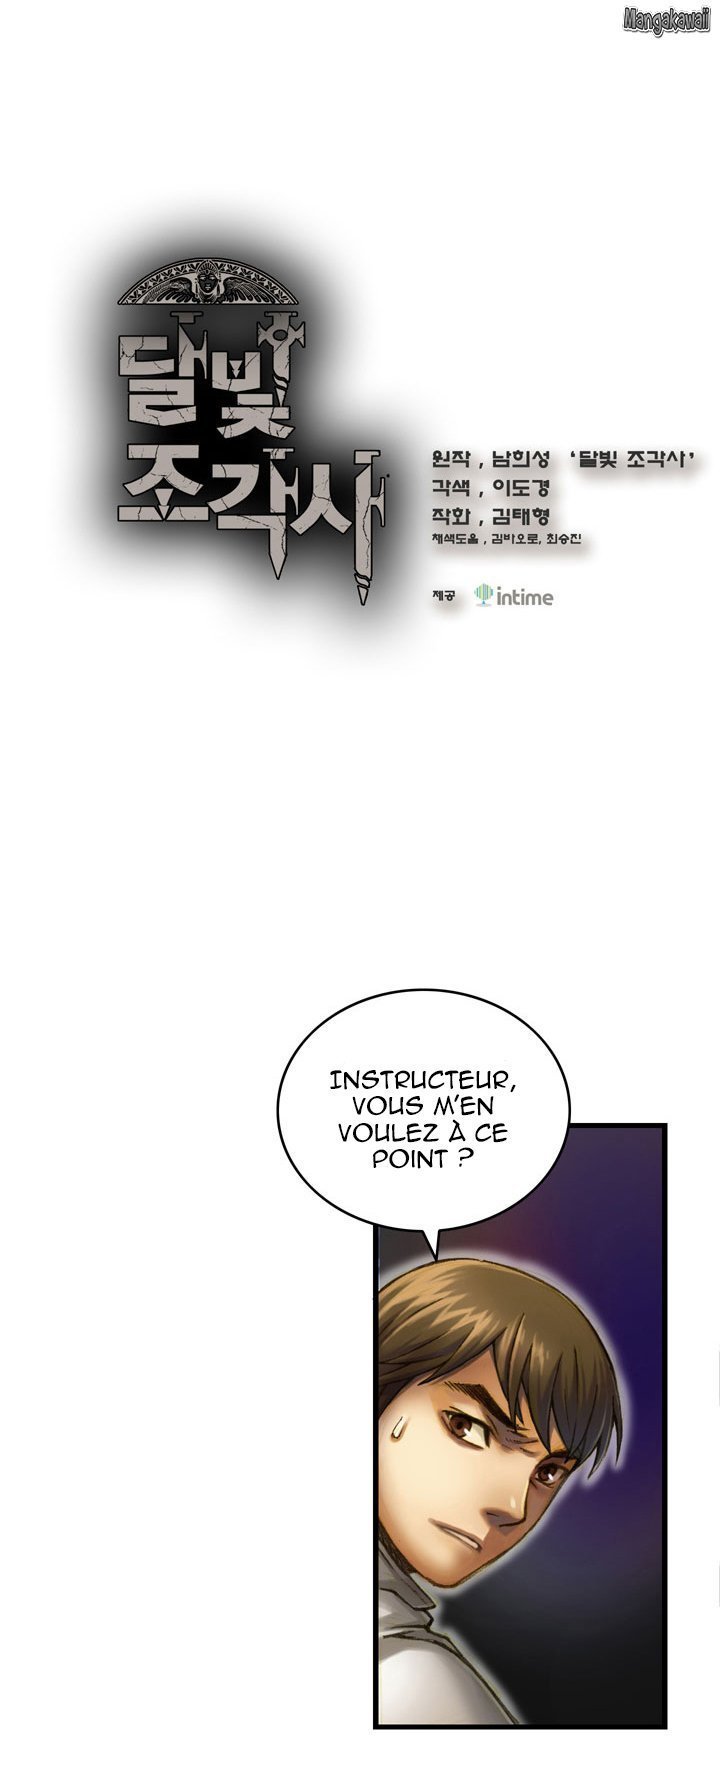 Mangakawaii
달빛
조각사
원작 , 남희성 '달빛 조각사'
각색 , 이도경
작화 , 김태형
채색도움 , 김바오로, 최승진
제공 intime
INSTRUCTEUR,
VOUS M'EN
VOULEZ À CE
POINT ?